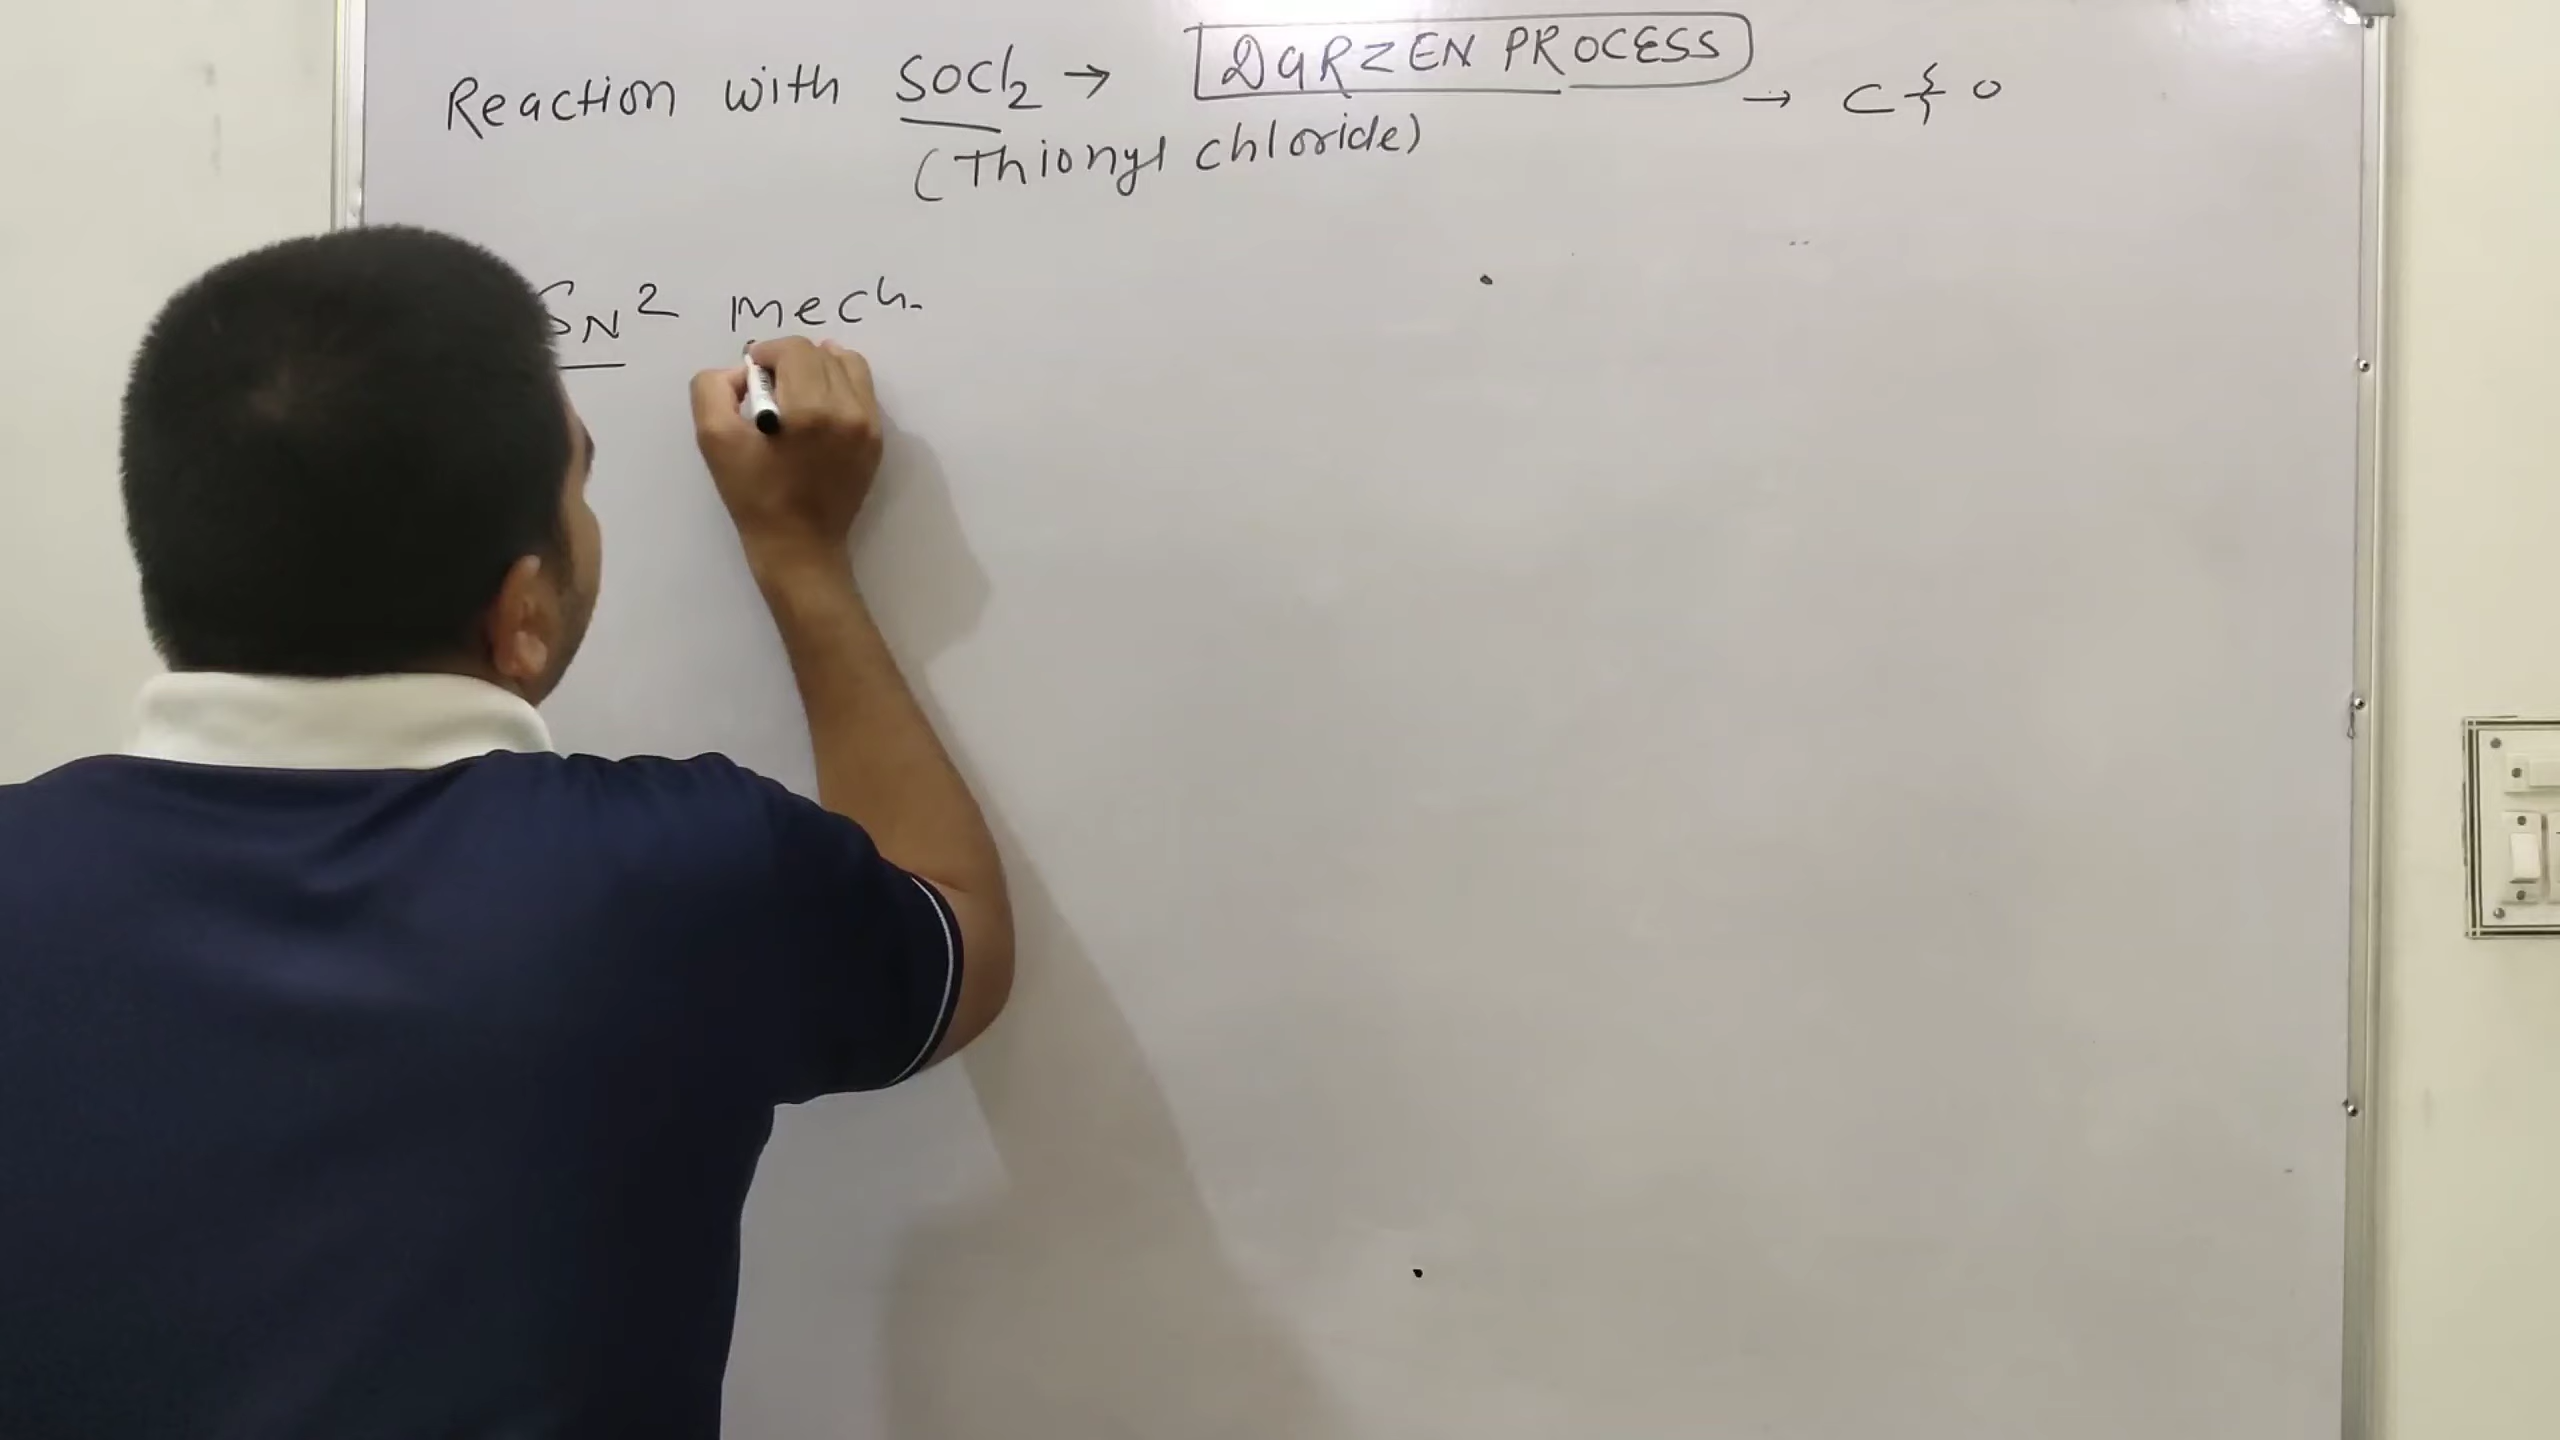 Reaction with SOCl2 → DARZEN PROCESS → C ⌇ O
(Thionyl chloride)
SN2 mech.